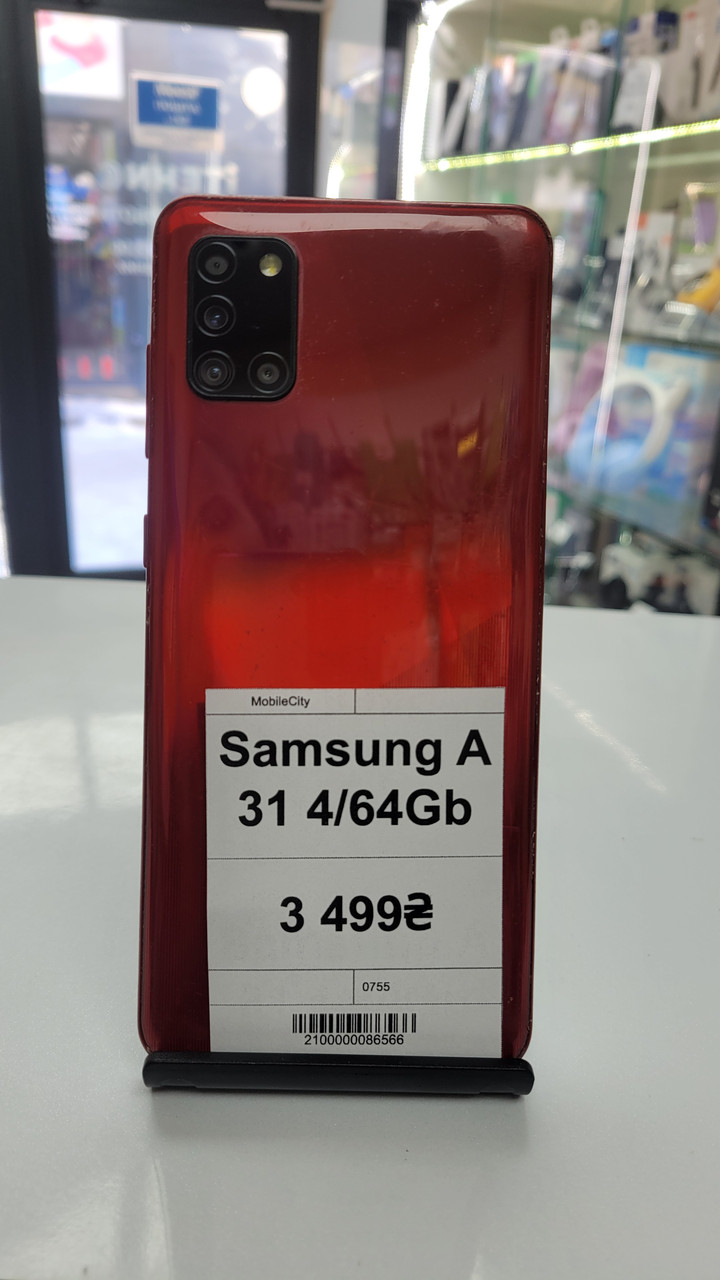 MobileCity
Samsung A
31 4/64Gb
3 499₴
0755
2100000086566